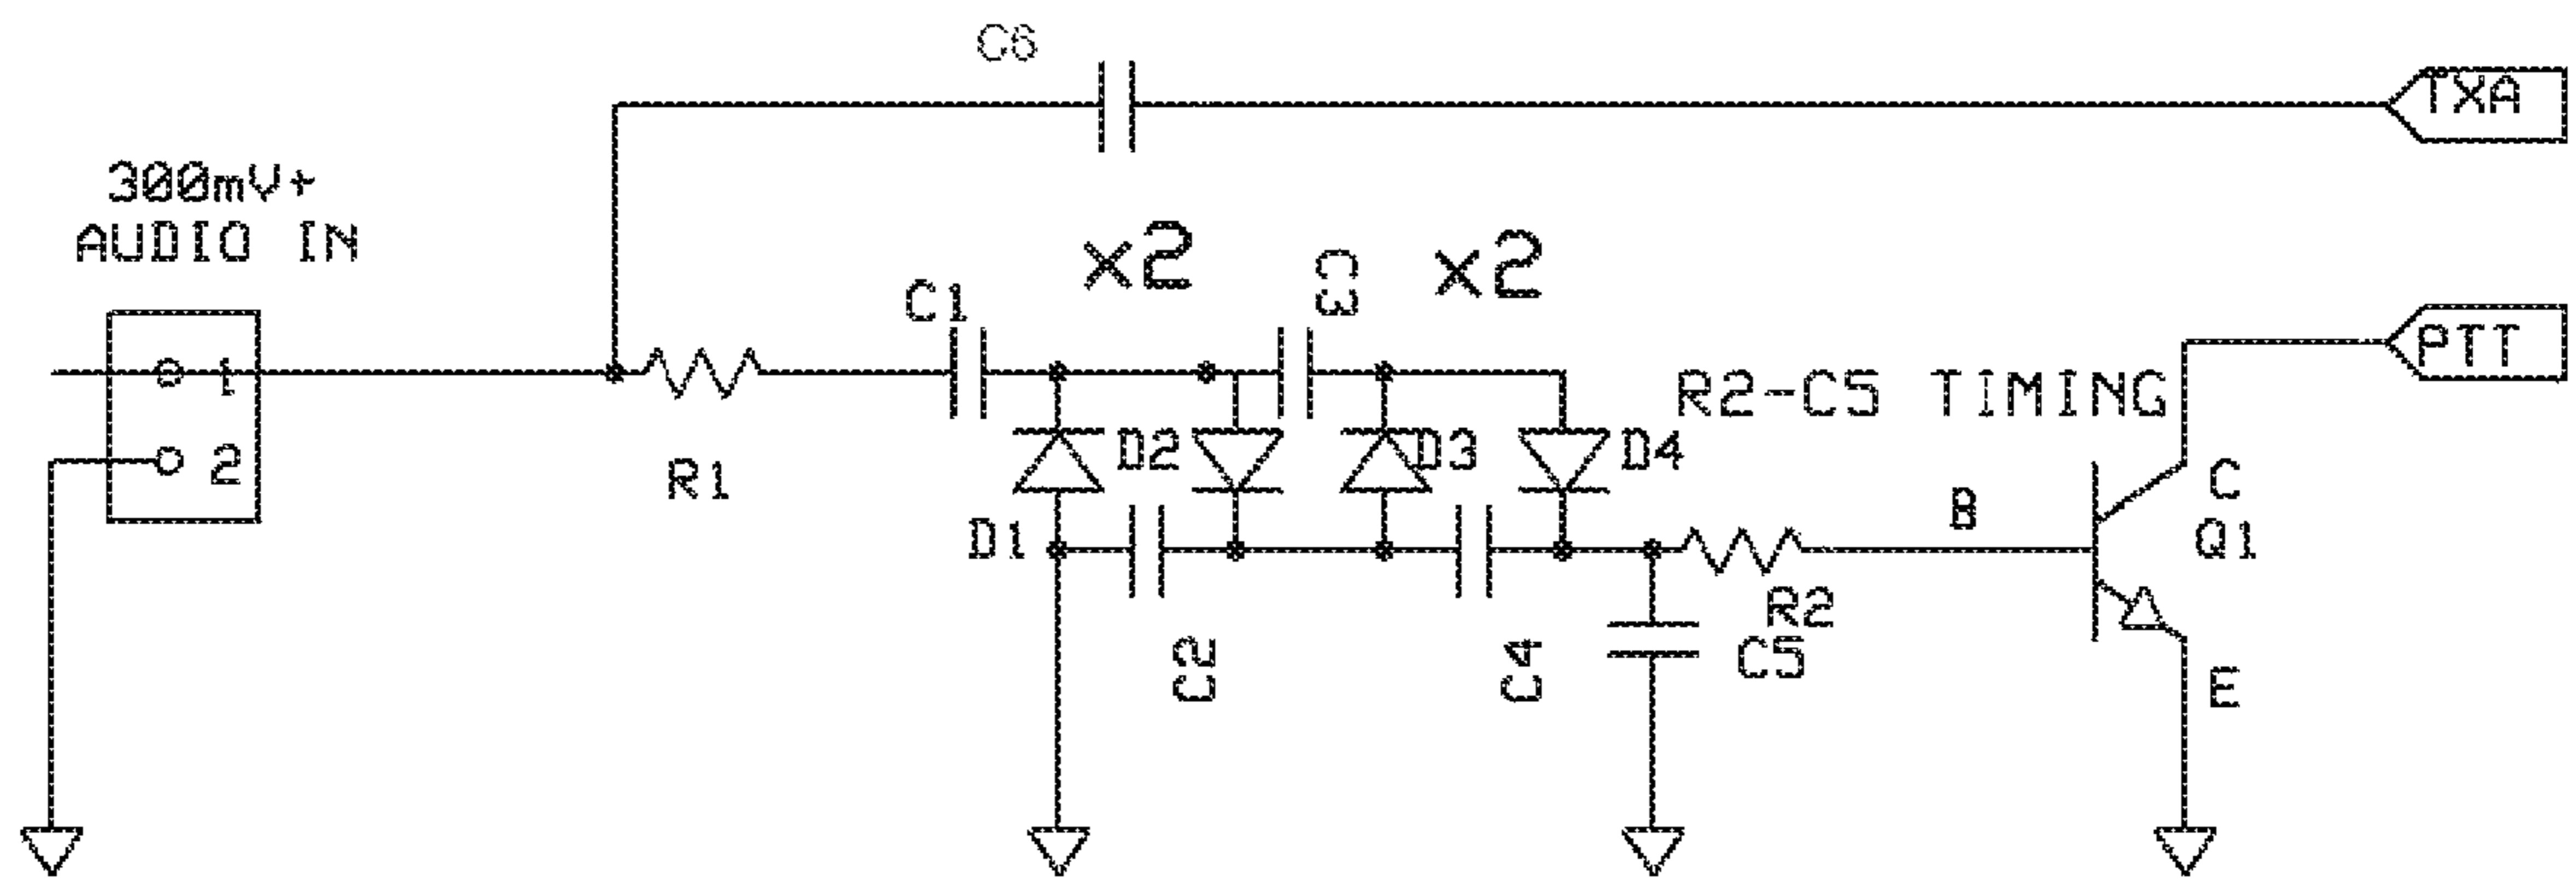 C6
TXA
300mV+
AUDIO IN
x2
C3
x2
C1
PTT
1
R2-C5 TIMING
2
R1
D2
D3
D4
C
B
Q1
D1
R2
C2
C4
C5
E